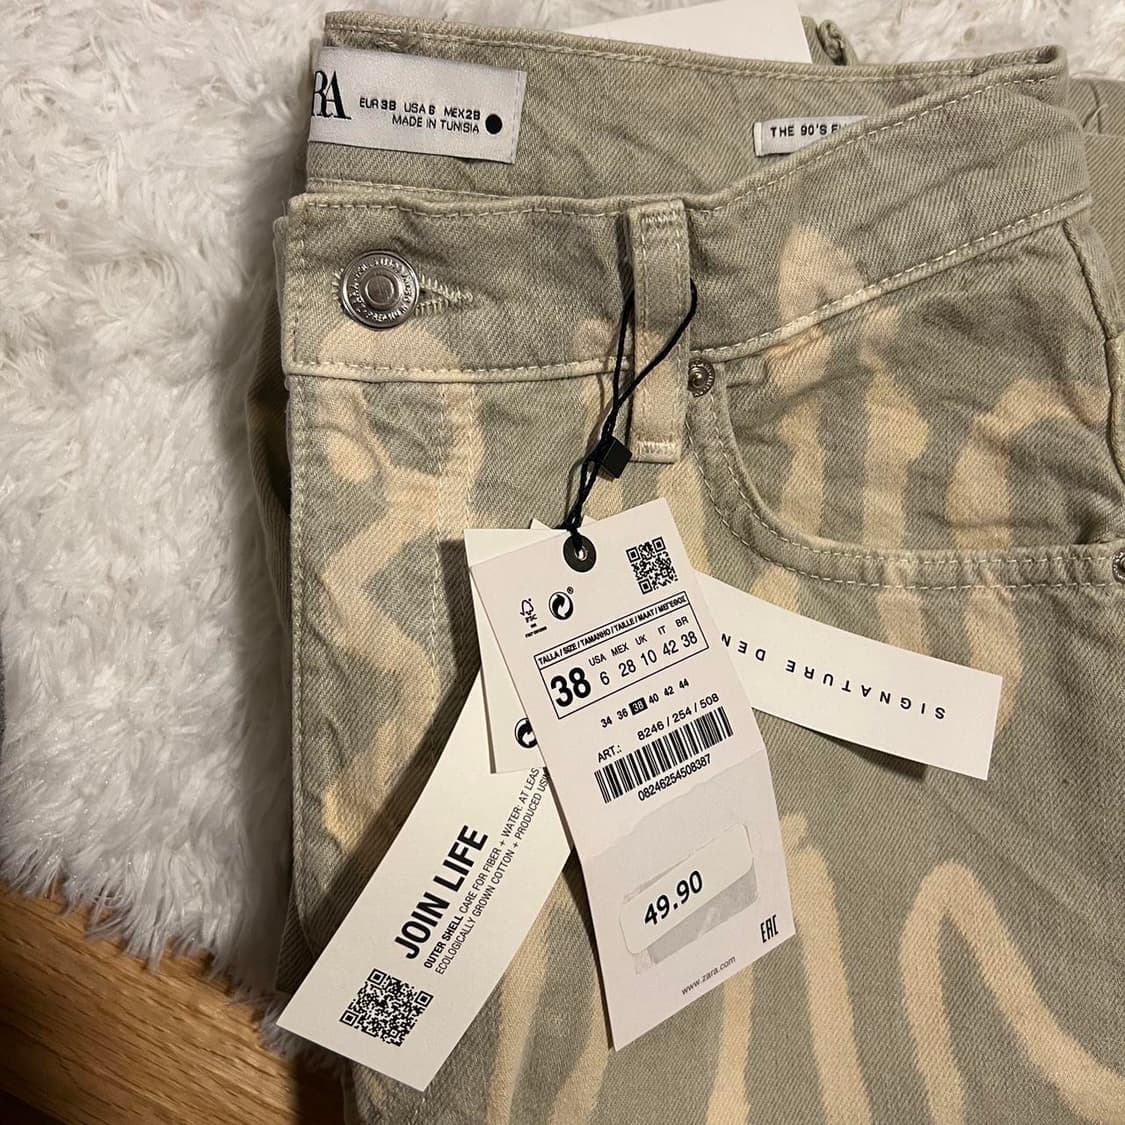 RA
EUR 38 USA 6 MEX 28
MADE IN TUNISIA
THE 90'S
FSC
TALLA / SIZE / TAMANHO / TAILLE / MAAT / МЕГЕБОХ
USA MEX UK IT BR
38 6 28 10 42 38
34 36 38 40 42 44
ART.: 8246 / 254 / 508
08246254508387
49.90
EAC
www.zara.com
SIGNATURE DEN
JOIN LIFE
OUTER SHELL CARE FOR FIBER + WATER: AT LEAS
ECOLOGICALLY GROWN COTTON + PRODUCED USIN